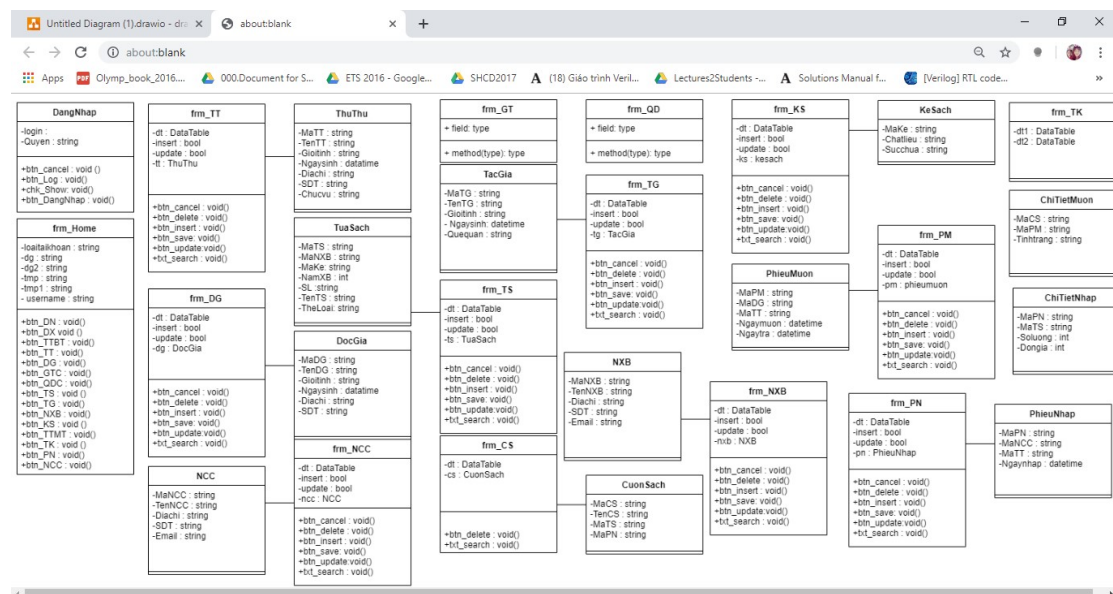 Untitled Diagram (1).drawio - dra
about:blank
about:blank
Apps
Olymp_book_2016....
000.Document for S...
ETS 2016 - Google...
SHCD2017
(18) Giáo trình Veril...
Lectures2Students -...
Solutions Manual f...
[Verilog] RTL code...
DangNhap
-login :
-Quyen : string
+btn_cancel : void ()
+btn_Log : void()
+chk_Show: void()
+btn_DangNhap : void()
frm_Home
-loaitaikhoan : string
-dg : string
-dg2 : string
-tmp : string
-tmp1 : string
- username : string
+btn_DN : void()
+btn_DX void ()
+btn_TTBT : void()
+btn_TT : void()
+btn_DG : void()
+btn_GTC : void()
+btn_QDC : void()
+btn_TS : void()
+btn_TG : void()
+btn_NXB : void()
+btn_KS : void()
+btn_TTMT : void()
+btn_TK : void ()
+btn_PN : void()
+btn_NCC : void()
frm_TT
-dt : DataTable
-insert : bool
-update : bool
-tt : ThuThu
+btn_cancel : void()
+btn_delete : void()
+btn_insert : void()
+btn_save: void()
+btn_update:void()
+txt_search : void()
frm_DG
-dt : DataTable
-insert : bool
-update : bool
-dg : DocGia
+btn_cancel : void()
+btn_delete : void()
+btn_insert : void()
+btn_save: void()
+btn_update:void()
+txt_search : void()
NCC
-MaNCC : string
-TenNCC : string
-Diachi : string
-SDT : string
-Email : string
ThuThu
-MaTT : string
-TenTT : string
-Gioitinh : string
-Ngaysinh : datatime
-Diachi : string
-SDT : string
-Chucvu : string
TuaSach
-MaTS : string
-MaNXB : string
-MaKe : string
-NamXB : int
-SL :string
-TenTS : string
-TheLoai: string
DocGia
-MaDG : string
-TenDG : string
-Gioitinh : string
-Ngaysinh : datetime
-Diachi : string
-SDT : string
frm_NCC
-dt : DataTable
-insert : bool
-update : bool
-ncc : NCC
+btn_cancel : void()
+btn_delete : void()
+btn_insert : void()
+btn_save: void()
+btn_update:void()
+txt_search : void()
frm_GT
+ field: type
+ method(type): type
TacGia
-MaTG : string
-TenTG : string
-Gioitinh : string
- Ngaysinh: datetime
-Quequan : string
frm_TS
-dt : DataTable
-insert : bool
-update : bool
-ts : TuaSach
+btn_cancel : void()
+btn_delete : void()
+btn_insert : void()
+btn_save: void()
+btn_update:void()
+txt_search : void()
frm_CS
-dt : DataTable
-cs : CuonSach
+btn_delete : void()
+txt_search : void()
frm_QD
+ field: type
+ method(type): type
frm_TG
-dt : DataTable
-insert : bool
-update : bool
-tg : TacGia
+btn_cancel : void()
+btn_delete : void()
+btn_insert : void()
+btn_save: void()
+btn_update:void()
+txt_search : void()
NXB
-MaNXB : string
-TenNXB : string
-Diachi : string
-SDT : string
-Email : string
CuonSach
-MaCS : string
-TenCS : string
-MaTS : string
-MaPN : string
frm_KS
-dt : DataTable
-insert : bool
-update : bool
-ks : kesach
+btn_cancel : void()
+btn_delete : void()
+btn_insert : void()
+btn_save: void()
+btn_update:void()
+txt_search : void()
PhieuMuon
-MaPM : string
-MaDG : string
-MaTT : string
-Ngaymuon : datetime
-Ngaytra : datetime
frm_NXB
-dt : DataTable
-insert : bool
-update : bool
-nxb : NXB
+btn_cancel : void()
+btn_delete : void()
+btn_insert : void()
+btn_save: void()
+btn_update:void()
+txt_search : void()
KeSach
-MaKe : string
-Chatlieu : string
-Succhua : string
frm_PM
-dt : DataTable
-insert : bool
-update : bool
-pm : phieumuon
+btn_cancel : void()
+btn_delete : void()
+btn_insert : void()
+btn_save: void()
+btn_update:void()
+txt_search : void()
frm_PN
-dt : DataTable
-insert : bool
-update : bool
-pn : PhieuNhap
+btn_cancel : void()
+btn_delete : void()
+btn_insert : void()
+btn_save: void()
+btn_update:void()
+txt_search : void()
frm_TK
-dt1 : DataTable
-dt2 : DataTable
ChiTietMuon
-MaCS : string
-MaPM : string
-Tinhtrang : string
ChiTietNhap
-MaPN : string
-MaTS : string
-Soluong : int
-Dongia : int
PhieuNhap
-MaPN : string
-MaNCC : string
-MaTT : string
-Ngaynhap : datetime